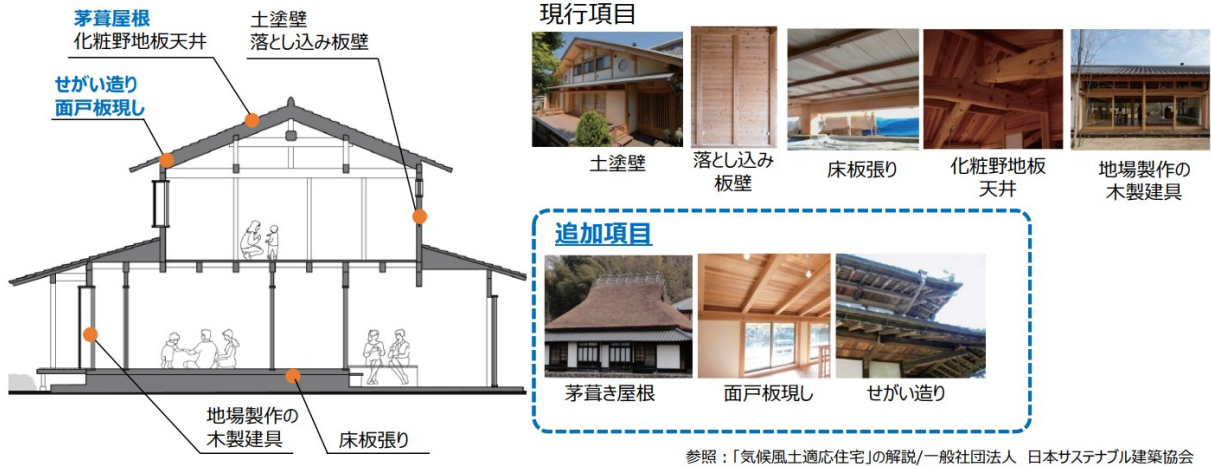 茅葺屋根
化粧野地板天井
土塗壁
落とし込み板壁
せがい造り
面戸板現し
地場製作の
木製建具
床板張り
現行項目
土塗壁
落とし込み
板壁
床板張り
化粧野地板
天井
地場製作の
木製建具
追加項目
茅葺き屋根
面戸板現し
せがい造り
参照：「気候風土適応住宅」の解説/一般社団法人 日本サステナブル建築協会